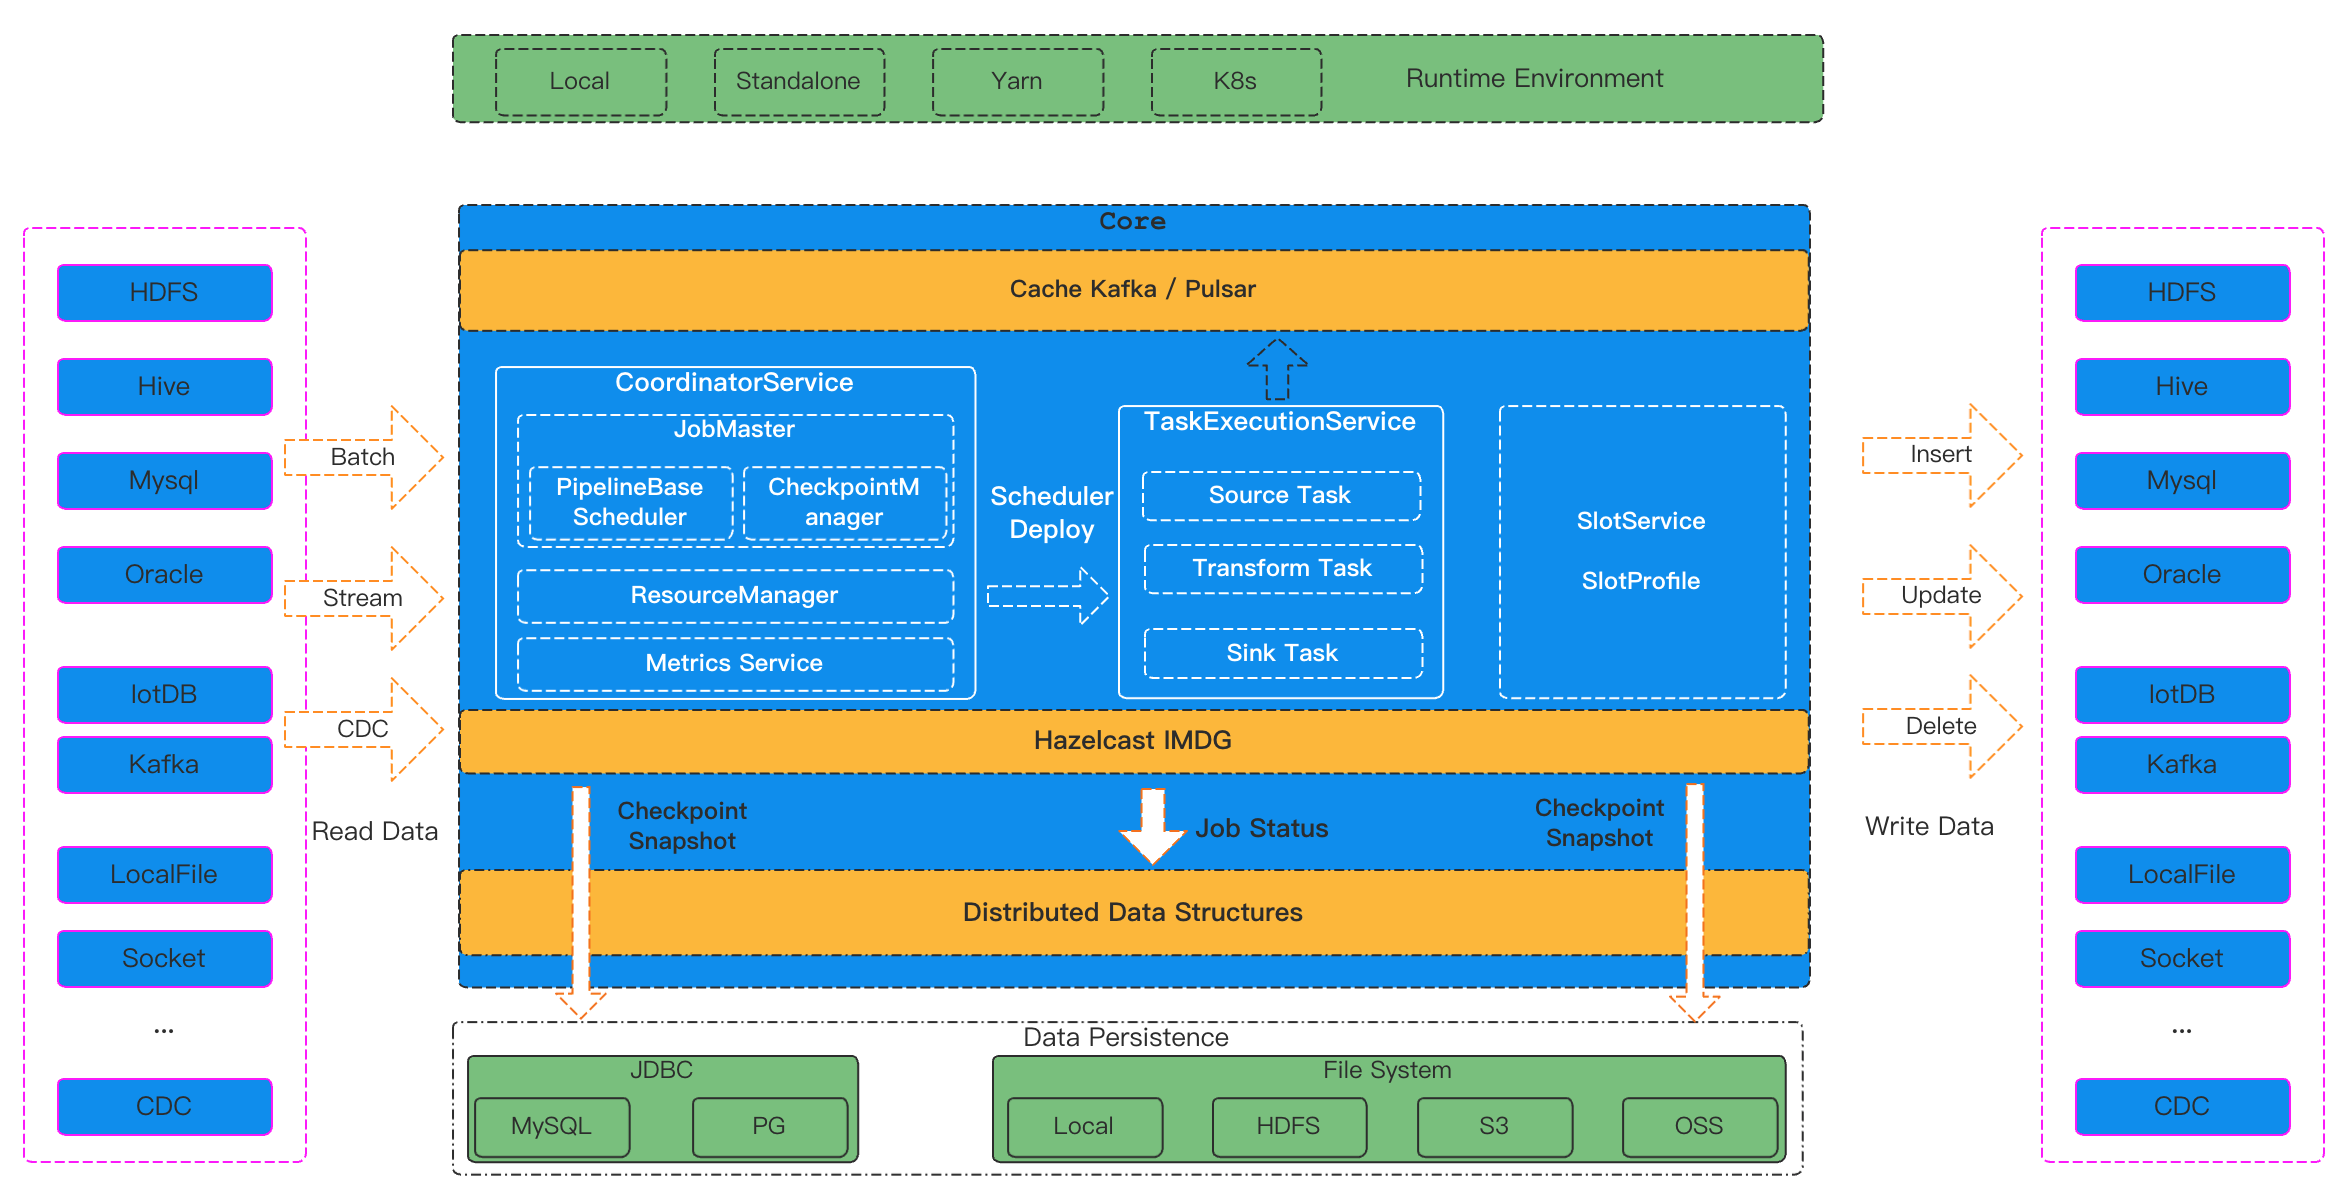 Local
Standalone
Yarn
K8s
Runtime Environment
HDFS
Hive
Mysql
Oracle
IotDB
Kafka
LocalFile
Socket
...
CDC
Batch
Stream
CDC
Read Data
Core
Cache Kafka / Pulsar
CoordinatorService
JobMaster
PipelineBase
Scheduler
CheckpointM
anager
ResourceManager
Metrics Service
Scheduler
Deploy
TaskExecutionService
Source Task
Transform Task
Sink Task
SlotService
SlotProfile
Hazelcast IMDG
Checkpoint
Snapshot
Job Status
Checkpoint
Snapshot
Distributed Data Structures
Data Persistence
JDBC
MySQL
PG
File System
Local
HDFS
S3
OSS
Insert
Update
Delete
Write Data
HDFS
Hive
Mysql
Oracle
IotDB
Kafka
LocalFile
Socket
...
CDC